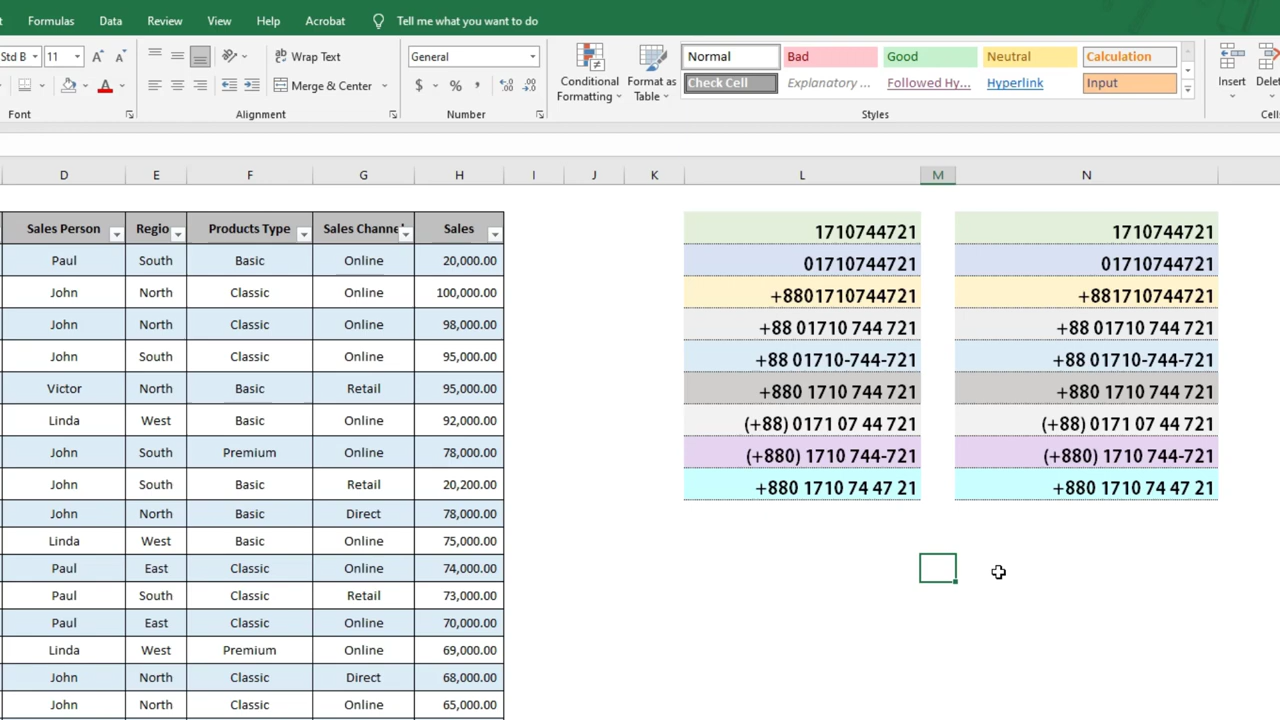 Formulas Data Review View Help Acrobat Tell me what you want to do
Std B 11 A A Wrap Text General Normal Bad Good Neutral Calculation
Merge & Center $ % , Conditional Formatting Format as Table Check Cell Explanatory ... Followed Hy... Hyperlink Input Insert Delet
Font Alignment Number Styles Cells
D E F G H I J K L M N
Sales Person Regio Products Type Sales Channe Sales 1710744721 1710744721
Paul South Basic Online 20,000.00 01710744721 01710744721
John North Classic Online 100,000.00 +8801710744721 +881710744721
John North Classic Online 98,000.00 +88 01710 744 721 +88 01710 744 721
John South Classic Online 95,000.00 +88 01710-744-721 +88 01710-744-721
Victor North Basic Retail 95,000.00 +880 1710 744 721 +880 1710 744 721
Linda West Basic Online 92,000.00 (+88) 0171 07 44 721 (+88) 0171 07 44 721
John South Premium Online 78,000.00 (+880) 1710 744-721 (+880) 1710 744-721
John South Basic Retail 20,200.00 +880 1710 74 47 21 +880 1710 74 47 21
John North Basic Direct 78,000.00
Linda West Basic Online 75,000.00
Paul East Classic Online 74,000.00
Paul South Classic Retail 73,000.00
Paul East Classic Online 70,000.00
Linda West Premium Online 69,000.00
John North Classic Direct 68,000.00
John North Classic Online 65,000.00